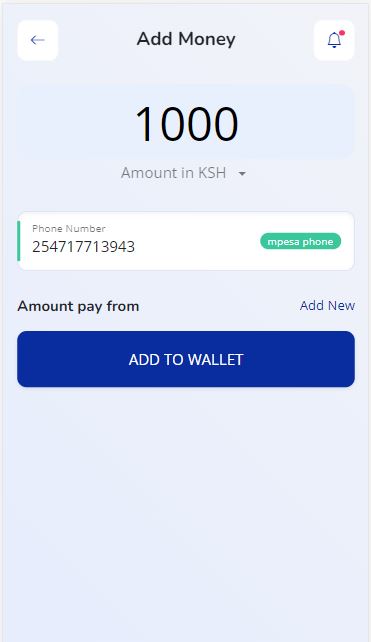 Add Money
1000
Amount in KSH
Phone Number
254717713943
mpesa phone
Amount pay from
Add New
ADD TO WALLET